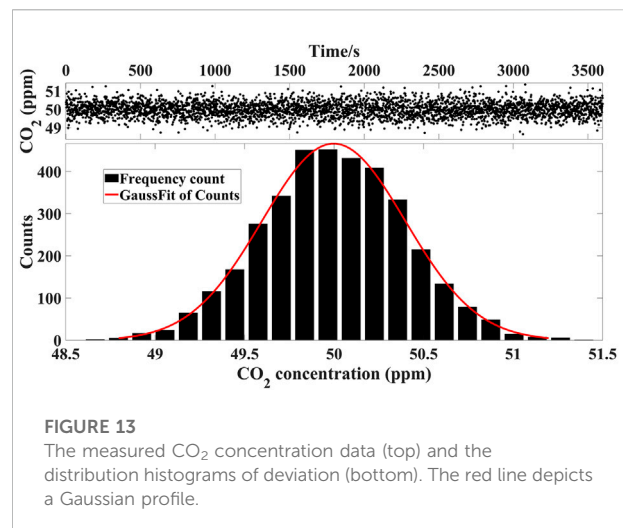 Time/s
0 500 1000 1500 2000 2500 3000 3500
CO2 (ppm)
51
50
49
Counts
400
300
200
100
0
Frequency count
GaussFit of Counts
48.5 49 49.5 50 50.5 51 51.5
CO2 concentration (ppm)
FIGURE 13
The measured CO2 concentration data (top) and the
distribution histograms of deviation (bottom). The red line depicts
a Gaussian profile.